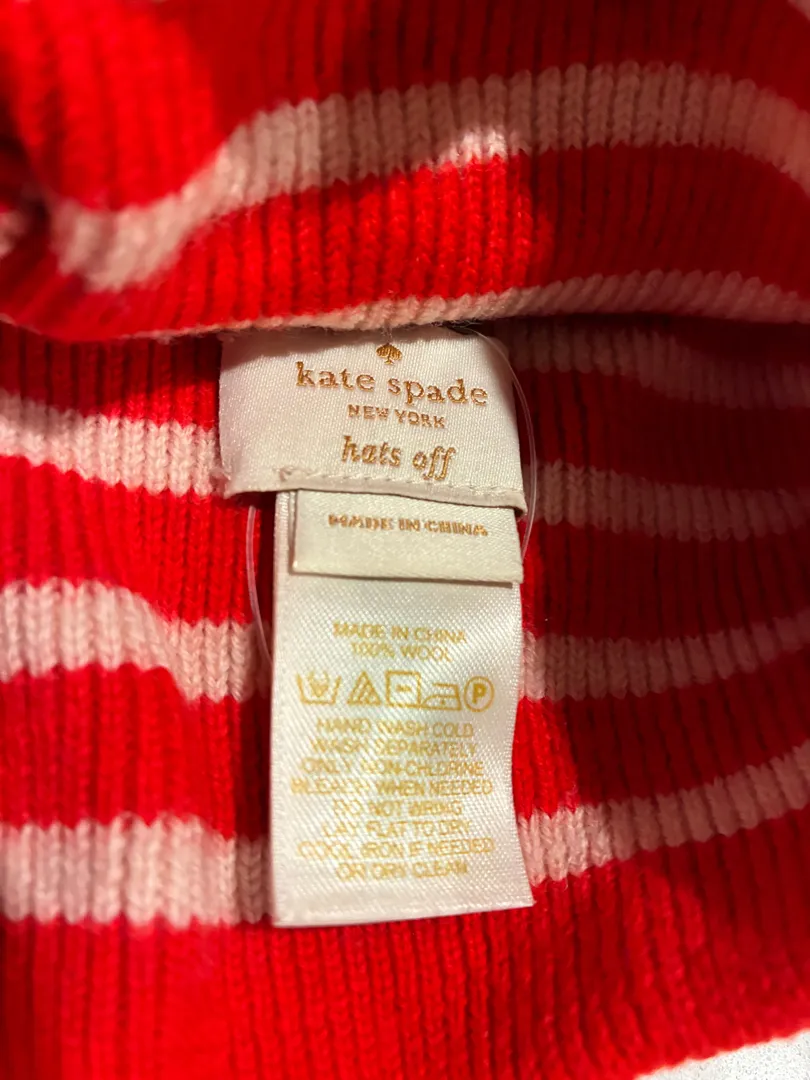 kate spade
NEW YORK
hats off
MADE IN CHINA
MADE IN CHINA
100% WOOL
P
HAND WASH COLD
WASH SEPARATELY
ONLY NON-CHLORINE
BLEACH WHEN NEEDED
DO NOT WRING
LAY FLAT TO DRY
COOL IRON IF NEEDED
OR DRY CLEAN